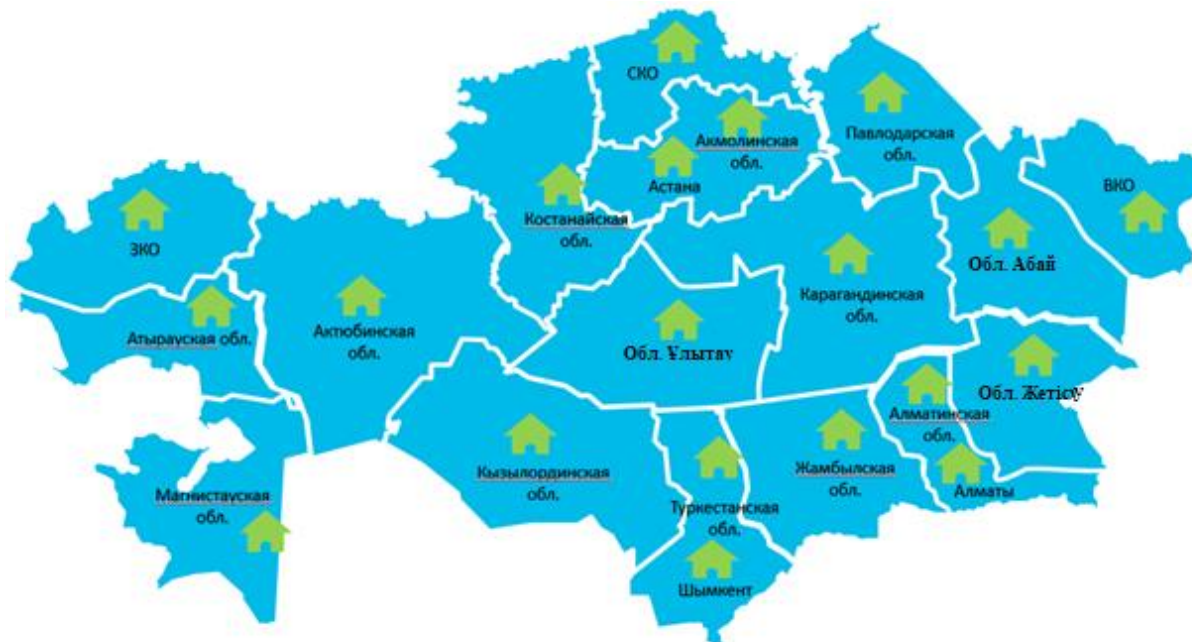 СКО
Акмолинская
обл.
Павлодарская
обл.
Астана
ВКО
Костанайская
обл.
ЗКО
Обл. Абай
Карагандинская
обл.
Атырауская обл.
Актюбинская
обл.
Обл. Ұлытау
Обл. Жетісу
Алматинская
обл.
Кызылординская
обл.
Жамбылская
обл.
Магнистауская
обл.
Алматы
Туркестанская
обл.
Шымкент